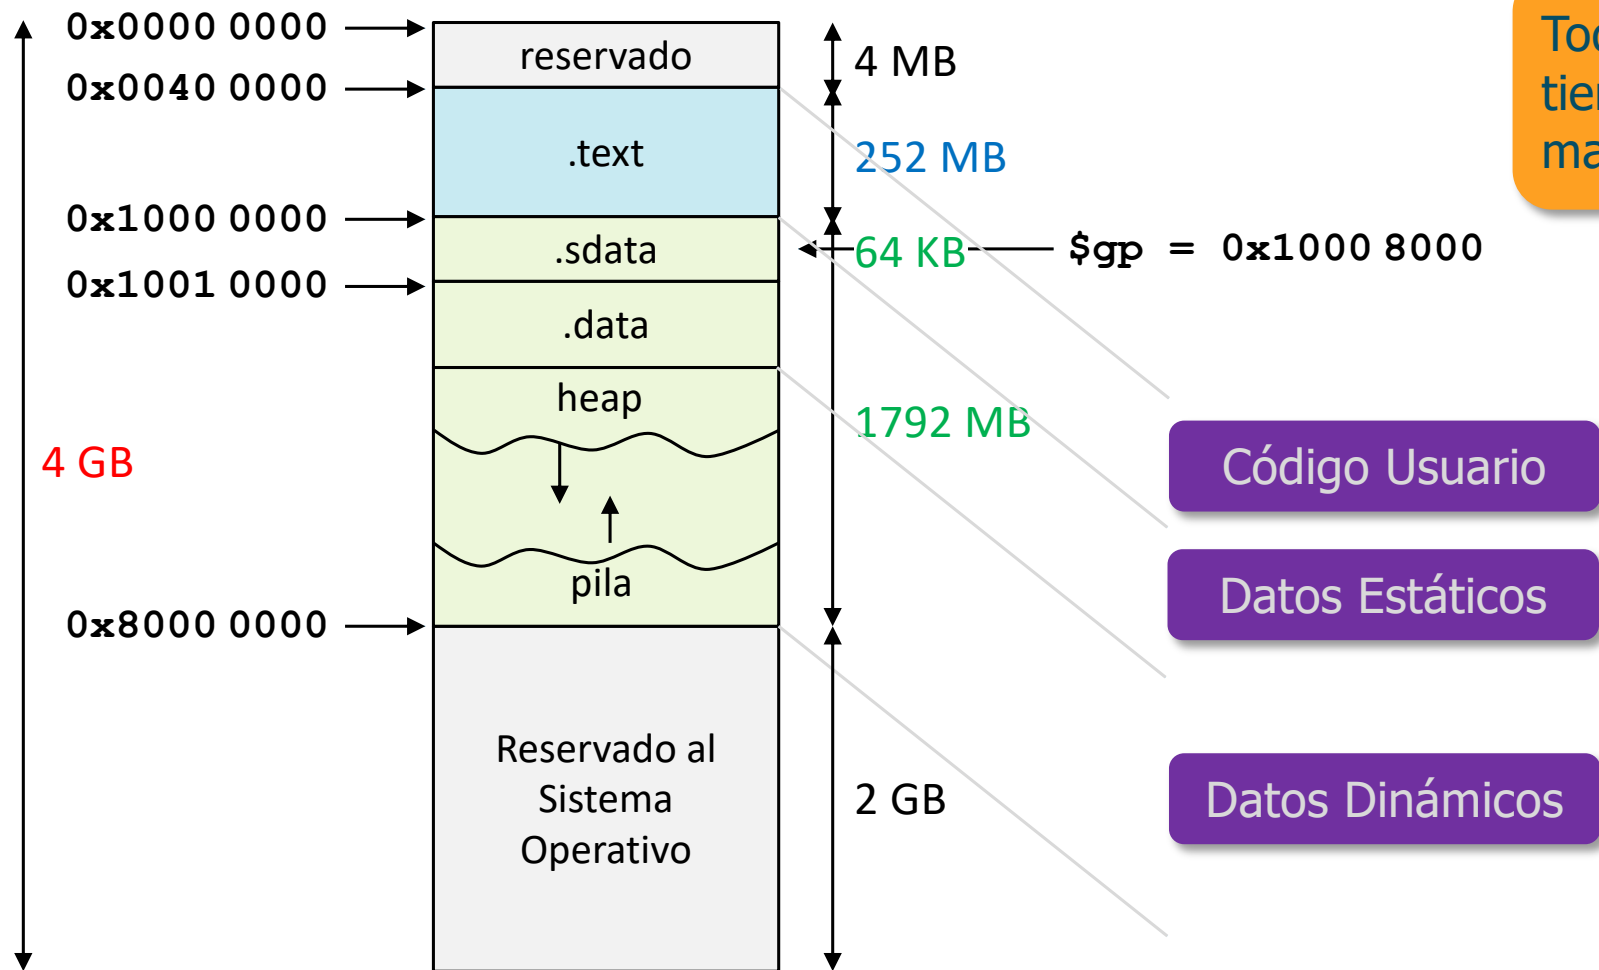 0x0000 0000
reservado
4 MB
0x0040 0000
.text
252 MB
0x1000 0000
.sdata
64 KB
$gp = 0x1000 8000
0x1001 0000
.data
heap
1792 MB
4 GB
pila
0x8000 0000
Reservado al
Sistema
Operativo
2 GB
Código Usuario
Datos Estáticos
Datos Dinámicos